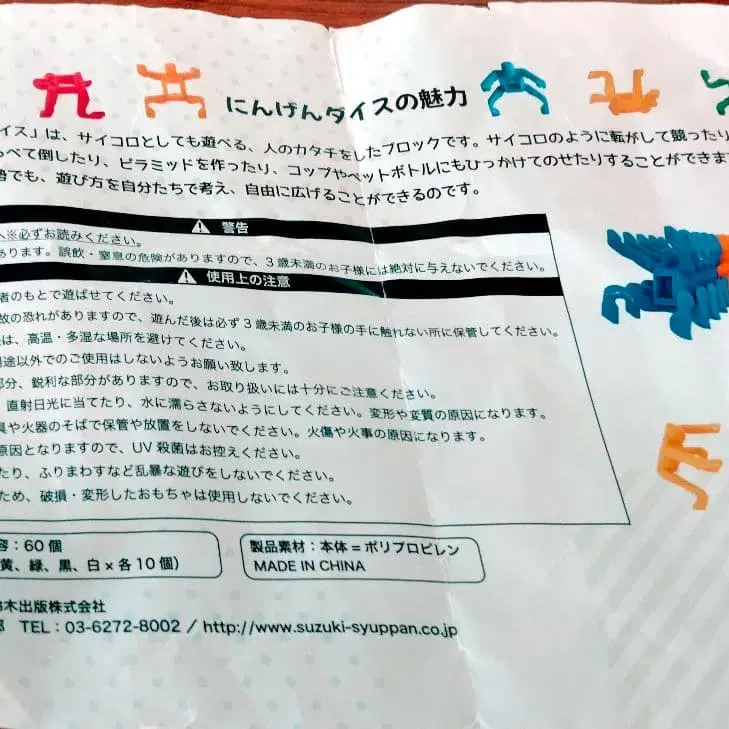 にんげんダイスの魅力
イス」は、サイコロとしても遊べる、人のカタチをしたブロックです。サイコロのように転がして競ったり
べて倒したり、ピラミッドを作ったり、コップやペットボトルにもひっかけてのせたりすることができま
でも、遊び方を自分たちで考え、自由に広げることができるのです。
警告
※必ずお読みください。
あります。誤飲・窒息の危険がありますので、3歳未満のお子様には絶対に与えないでください。
使用上の注意
者のもとで遊ばせてください。
故の恐れがありますので、遊んだ後は必ず3歳未満のお子様の手に触れない所に保管してください。
は、高温・多湿な場所を避けてください。
用途以外でのご使用はしないようお願い致します。
部分、鋭利な部分がありますので、お取り扱いには十分にご注意ください。
直射日光に当てたり、水に濡らさないようにしてください。変形や変質の原因になります。
具や火器のそばで保管や放置をしないでください。火傷や火事の原因になります。
原因となりますので、UV殺菌はお控えください。
たり、ふりまわすなど乱暴な遊びをしないでください。
ため、破損・変形したおもちゃは使用しないでください。
容:60個
黄、緑、黒、白×各10個)
製品素材:本体=ポリプロピレン
MADE IN CHINA
木出版株式会社
部 TEL:03-6272-8002 / http://www.suzuki-syuppan.co.jp